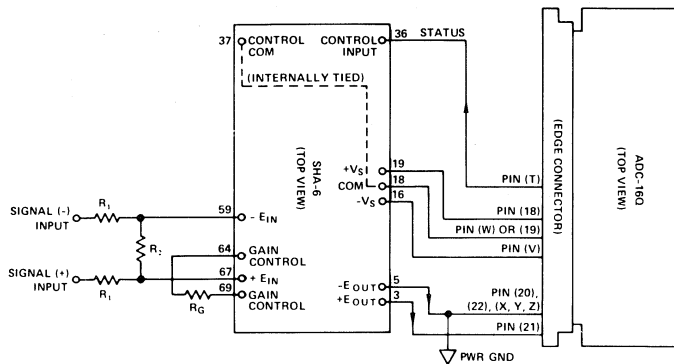 37
CONTROL
COM
CONTROL
INPUT
36
STATUS
(INTERNALLY TIED)
SHA-6
(TOP VIEW)
+VS
19
COM
18
-VS
16
SIGNAL (-)
INPUT
R1
59
- EIN
R2
64
GAIN
CONTROL
SIGNAL (+)
INPUT
R1
67
+ EIN
69
GAIN
CONTROL
RG
-EOUT
5
+EOUT
3
PIN (T)
PIN (18)
PIN (W) OR (19)
PIN (V)
PIN (20),
(22), (X, Y, Z)
PIN (21)
PWR GND
(EDGE CONNECTOR)
ADC-16Q
(TOP VIEW)